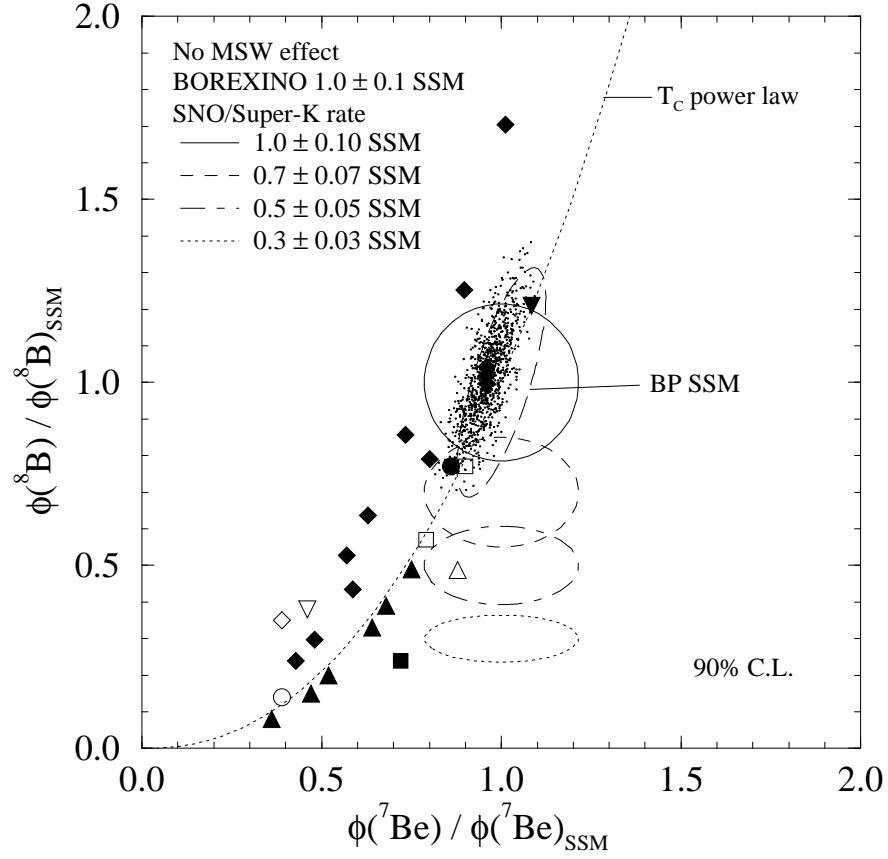 2.0
No MSW effect
BOREXINO 1.0 ± 0.1 SSM
SNO/Super-K rate
1.0 ± 0.10 SSM
0.7 ± 0.07 SSM
0.5 ± 0.05 SSM
0.3 ± 0.03 SSM
T_C power law
1.5
BP SSM
1.0
0.5
90% C.L.
0.0
ϕ(⁸B) / ϕ(⁸B)_SSM
0.0 0.5 1.0 1.5 2.0
ϕ(⁷Be) / ϕ(⁷Be)_SSM